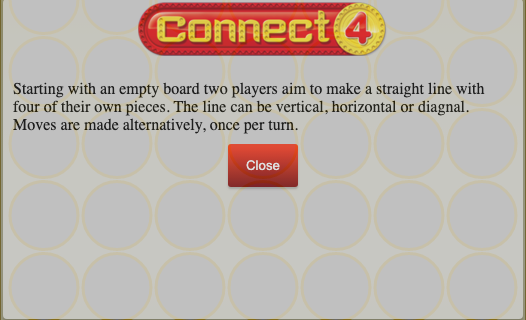 Connect 4
Starting with an empty board two players aim to make a straight line with
four of their own pieces. The line can be vertical, horizontal or diagnal.
Moves are made alternatively, once per turn.
Close